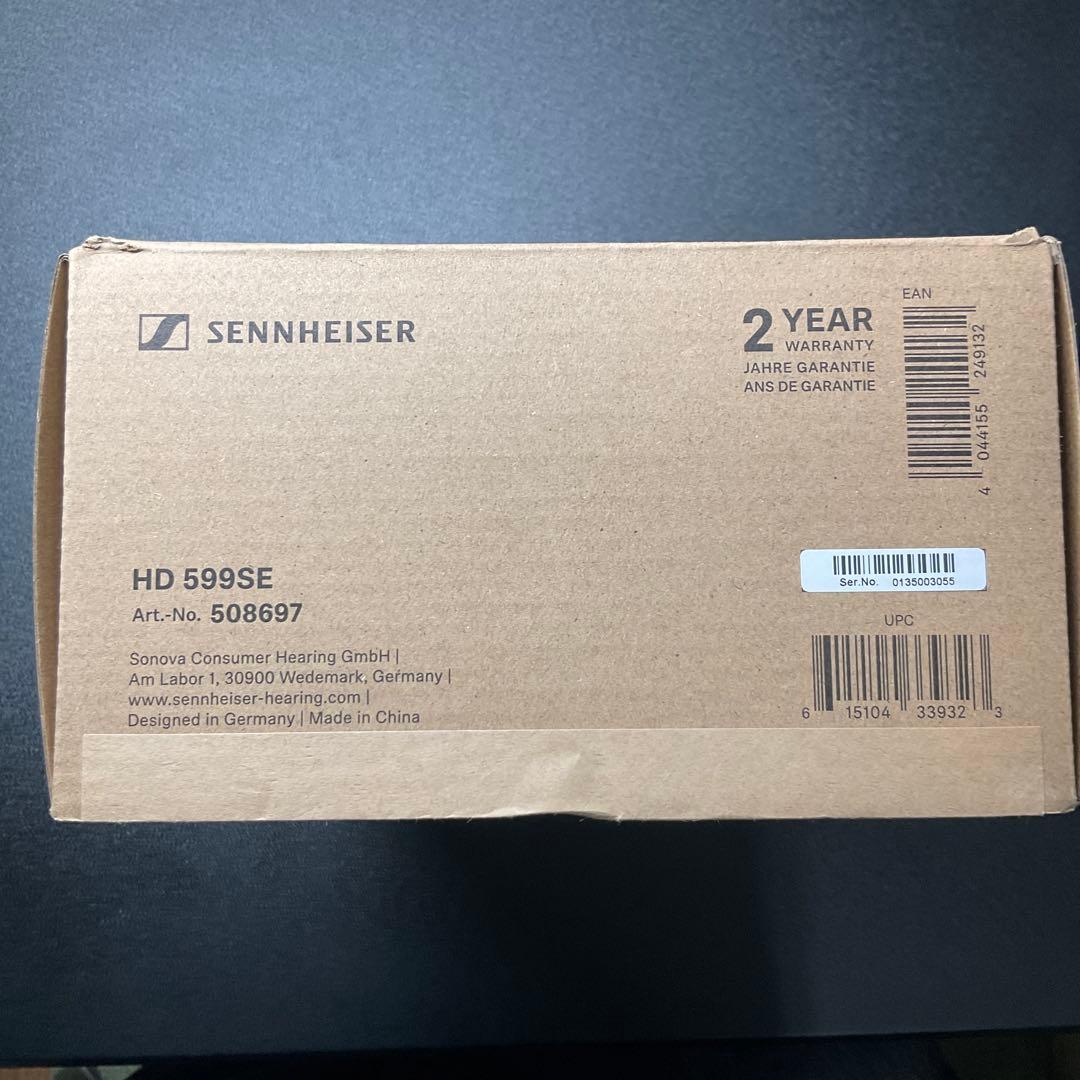 SENNHEISER
2 YEAR
WARRANTY
JAHRE GARANTIE
ANS DE GARANTIE
EAN
4 044155 249132
HD 599SE
Art.-No. 508697
Sonova Consumer Hearing GmbH |
Am Labor 1, 30900 Wedemark, Germany |
www.sennheiser-hearing.com |
Designed in Germany | Made in China
Ser.No. 0135003055
UPC
6 15104 33932 3